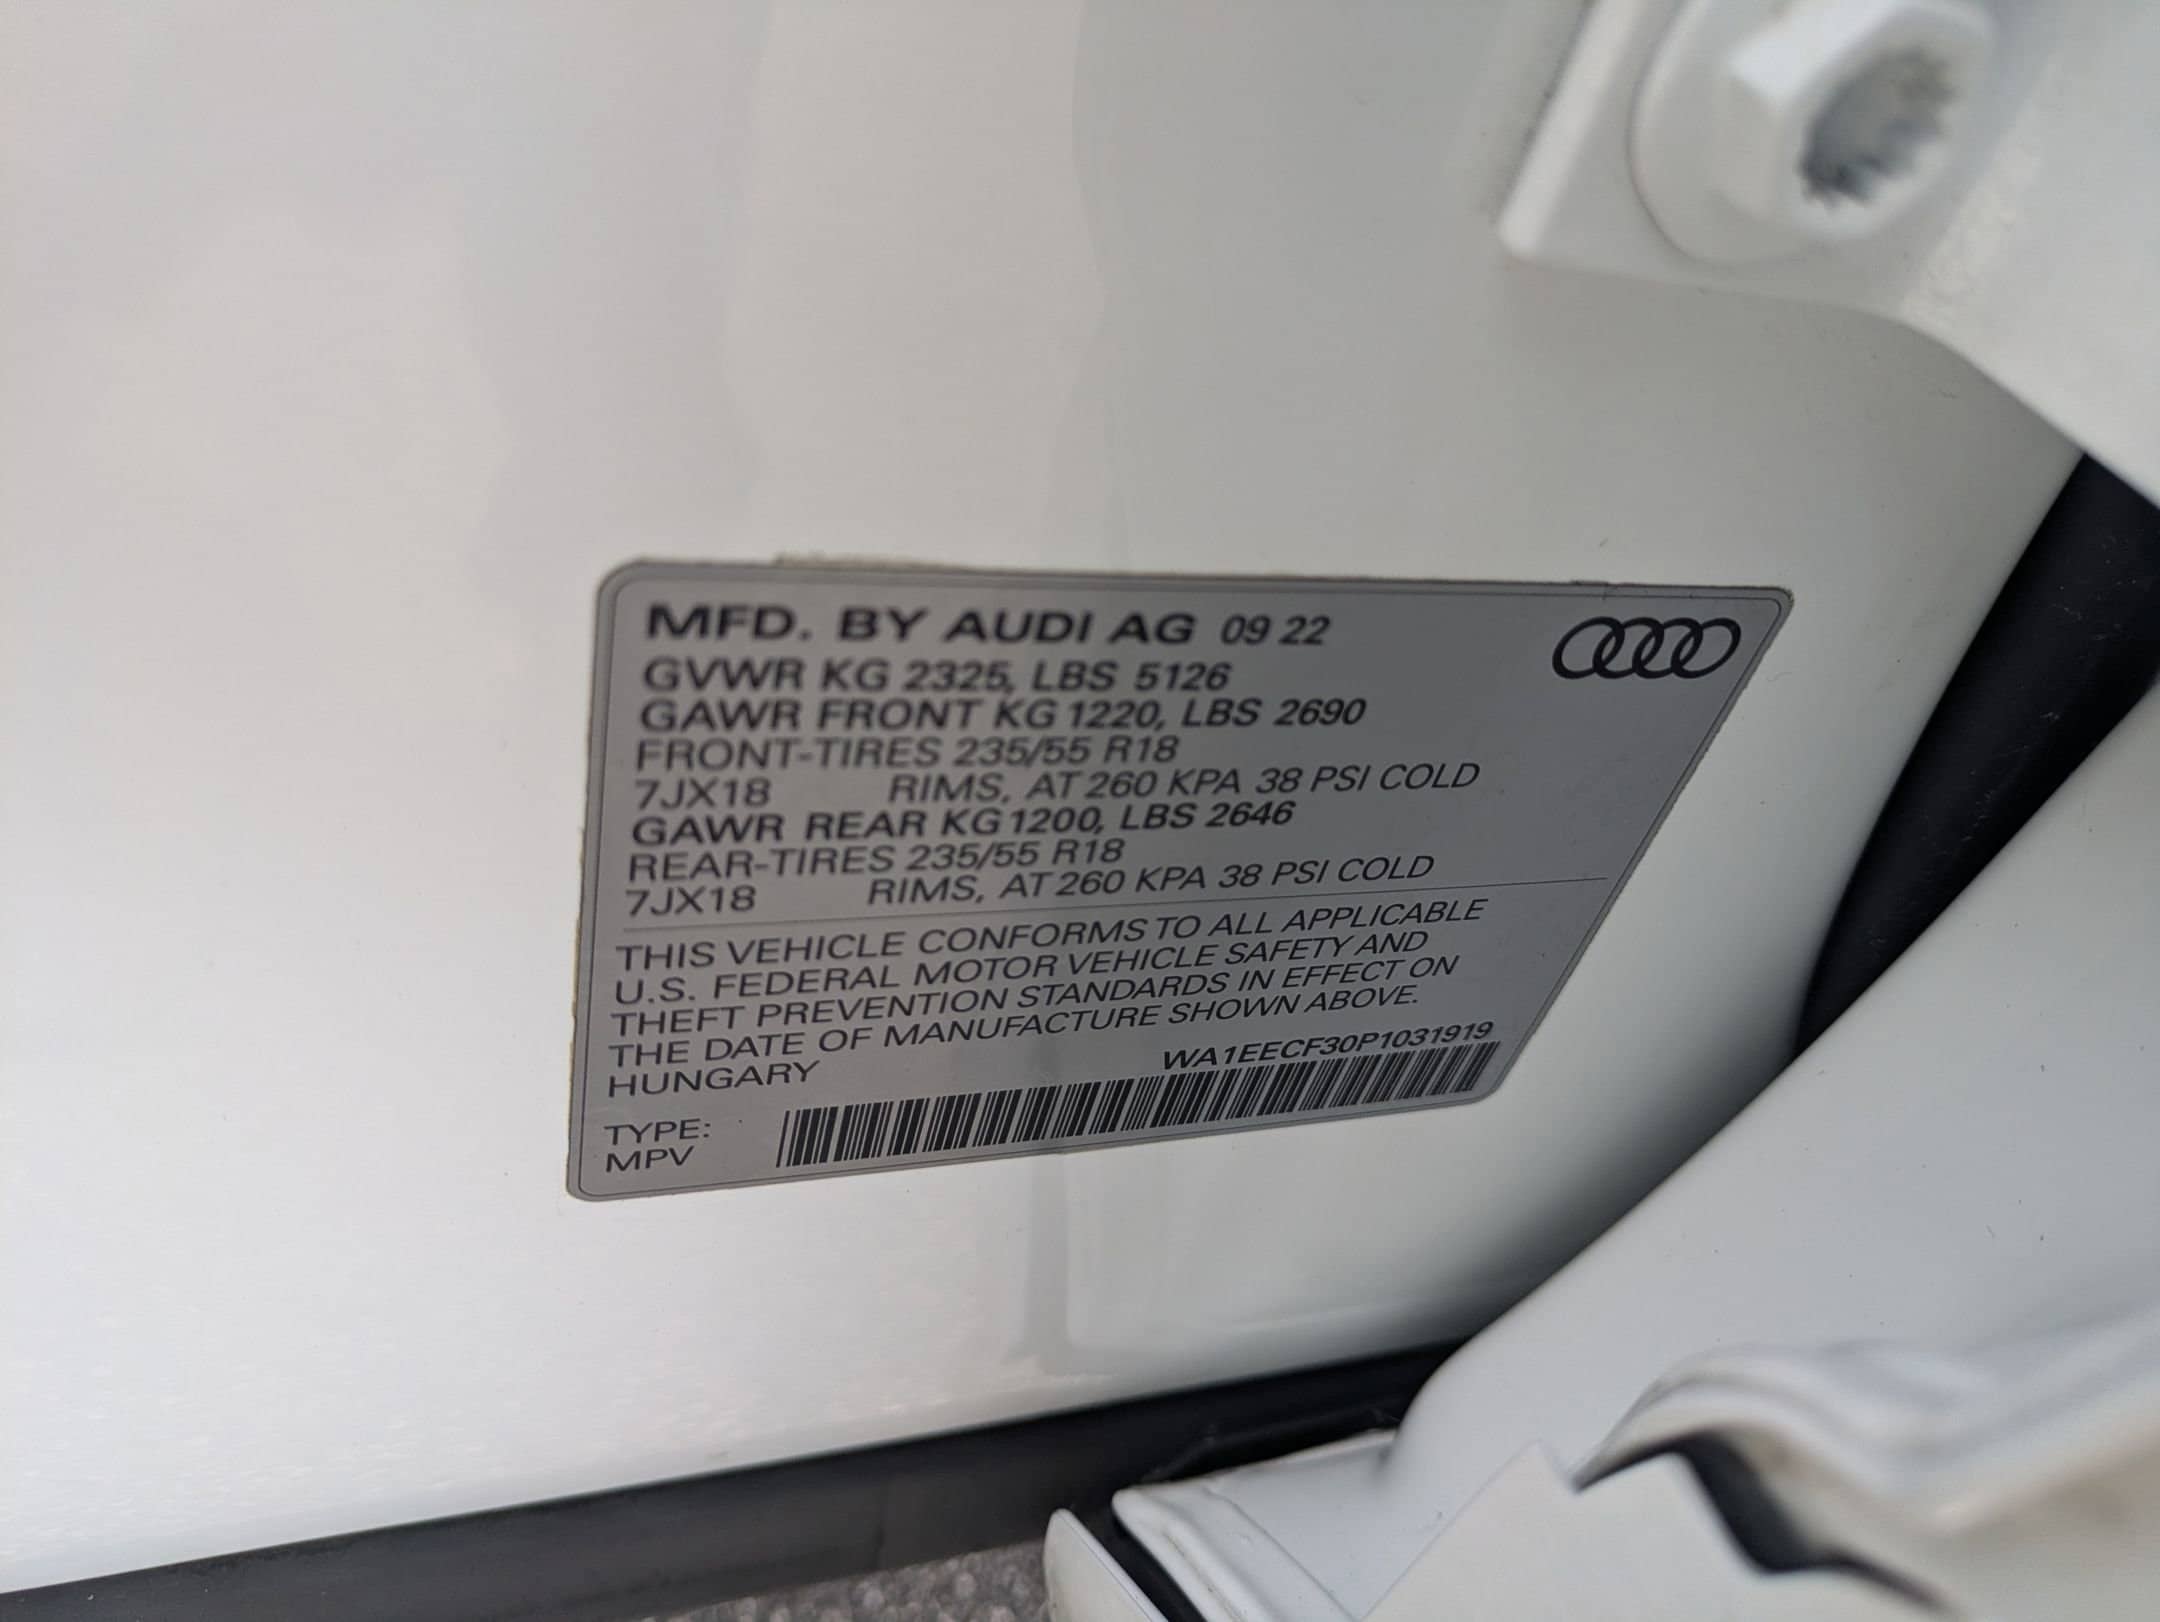 MFD. BY AUDI AG 09 22
GVWR KG 2325, LBS 5126
GAWR FRONT KG 1220, LBS 2690
FRONT-TIRES 235/55 R18
7JX18 RIMS, AT 260 KPA 38 PSI COLD
GAWR REAR KG 1200, LBS 2646
REAR-TIRES 235/55 R18
7JX18 RIMS, AT 260 KPA 38 PSI COLD
THIS VEHICLE CONFORMS TO ALL APPLICABLE
U.S. FEDERAL MOTOR VEHICLE SAFETY AND
THEFT PREVENTION STANDARDS IN EFFECT ON
THE DATE OF MANUFACTURE SHOWN ABOVE.
HUNGARY WA1EECF30P1031919
TYPE:
MPV